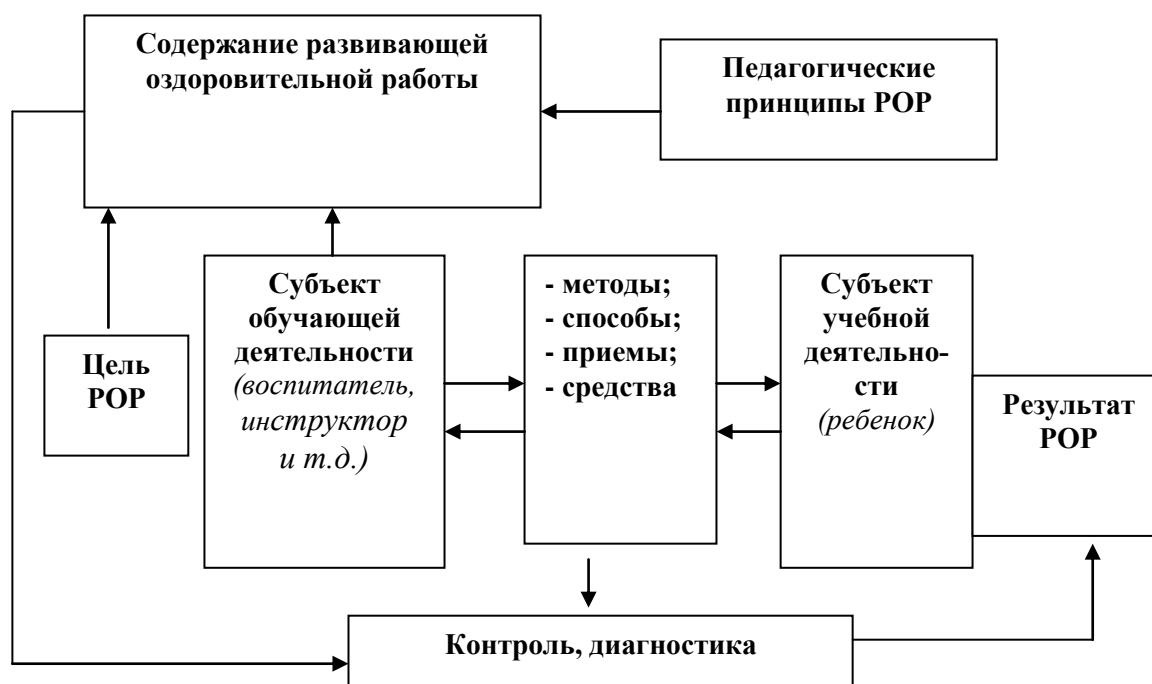 Содержание развивающей
оздоровительной работы
Педагогические
принципы РОР
Цель
РОР
Субъект
обучающей
деятельности
(воспитатель,
инструктор
и т.д.)
- методы;
- способы;
- приемы;
- средства
Субъект
учебной
деятельно-
сти
(ребенок)
Результат
РОР
Контроль, диагностика